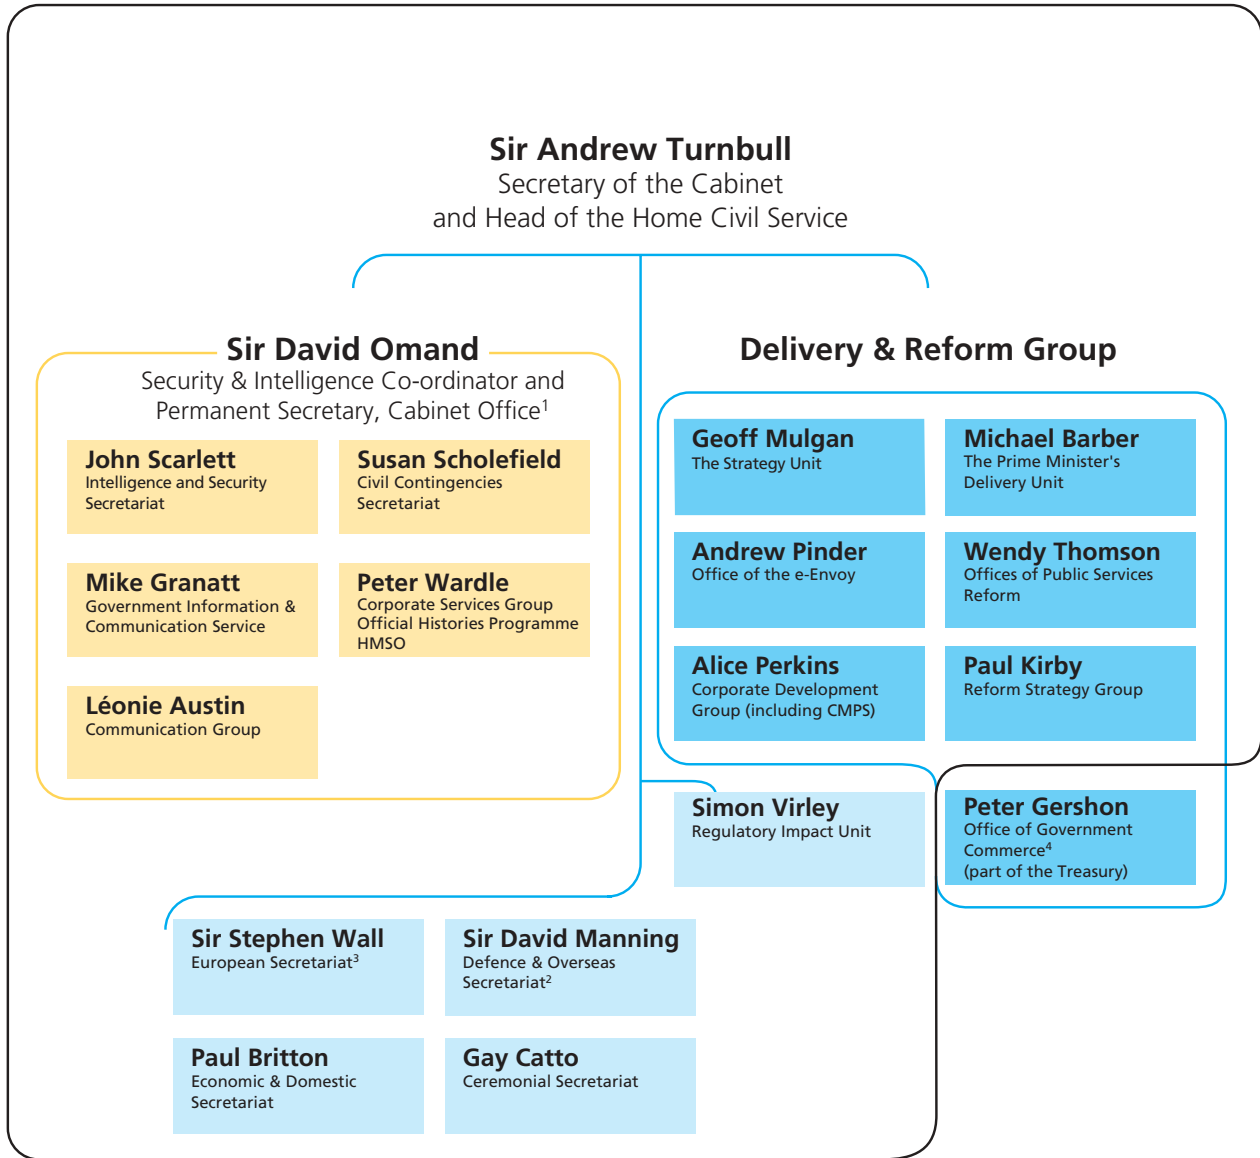 Sir Andrew Turnbull
Secretary of the Cabinet
and Head of the Home Civil Service
Sir David Omand
Security & Intelligence Co-ordinator and
Permanent Secretary, Cabinet Office1
John Scarlett
Intelligence and Security
Secretariat
Susan Scholefield
Civil Contingencies
Secretariat
Mike Granatt
Government Information &
Communication Service
Peter Wardle
Corporate Services Group
Official Histories Programme
HMSO
Léonie Austin
Communication Group
Delivery & Reform Group
Geoff Mulgan
The Strategy Unit
Michael Barber
The Prime Minister's
Delivery Unit
Andrew Pinder
Office of the e-Envoy
Wendy Thomson
Offices of Public Services
Reform
Alice Perkins
Corporate Development
Group (including CMPS)
Paul Kirby
Reform Strategy Group
Simon Virley
Regulatory Impact Unit
Peter Gershon
Office of Government
Commerce4
(part of the Treasury)
Sir Stephen Wall
European Secretariat3
Sir David Manning
Defence & Overseas
Secretariat2
Paul Britton
Economic & Domestic
Secretariat
Gay Catto
Ceremonial Secretariat